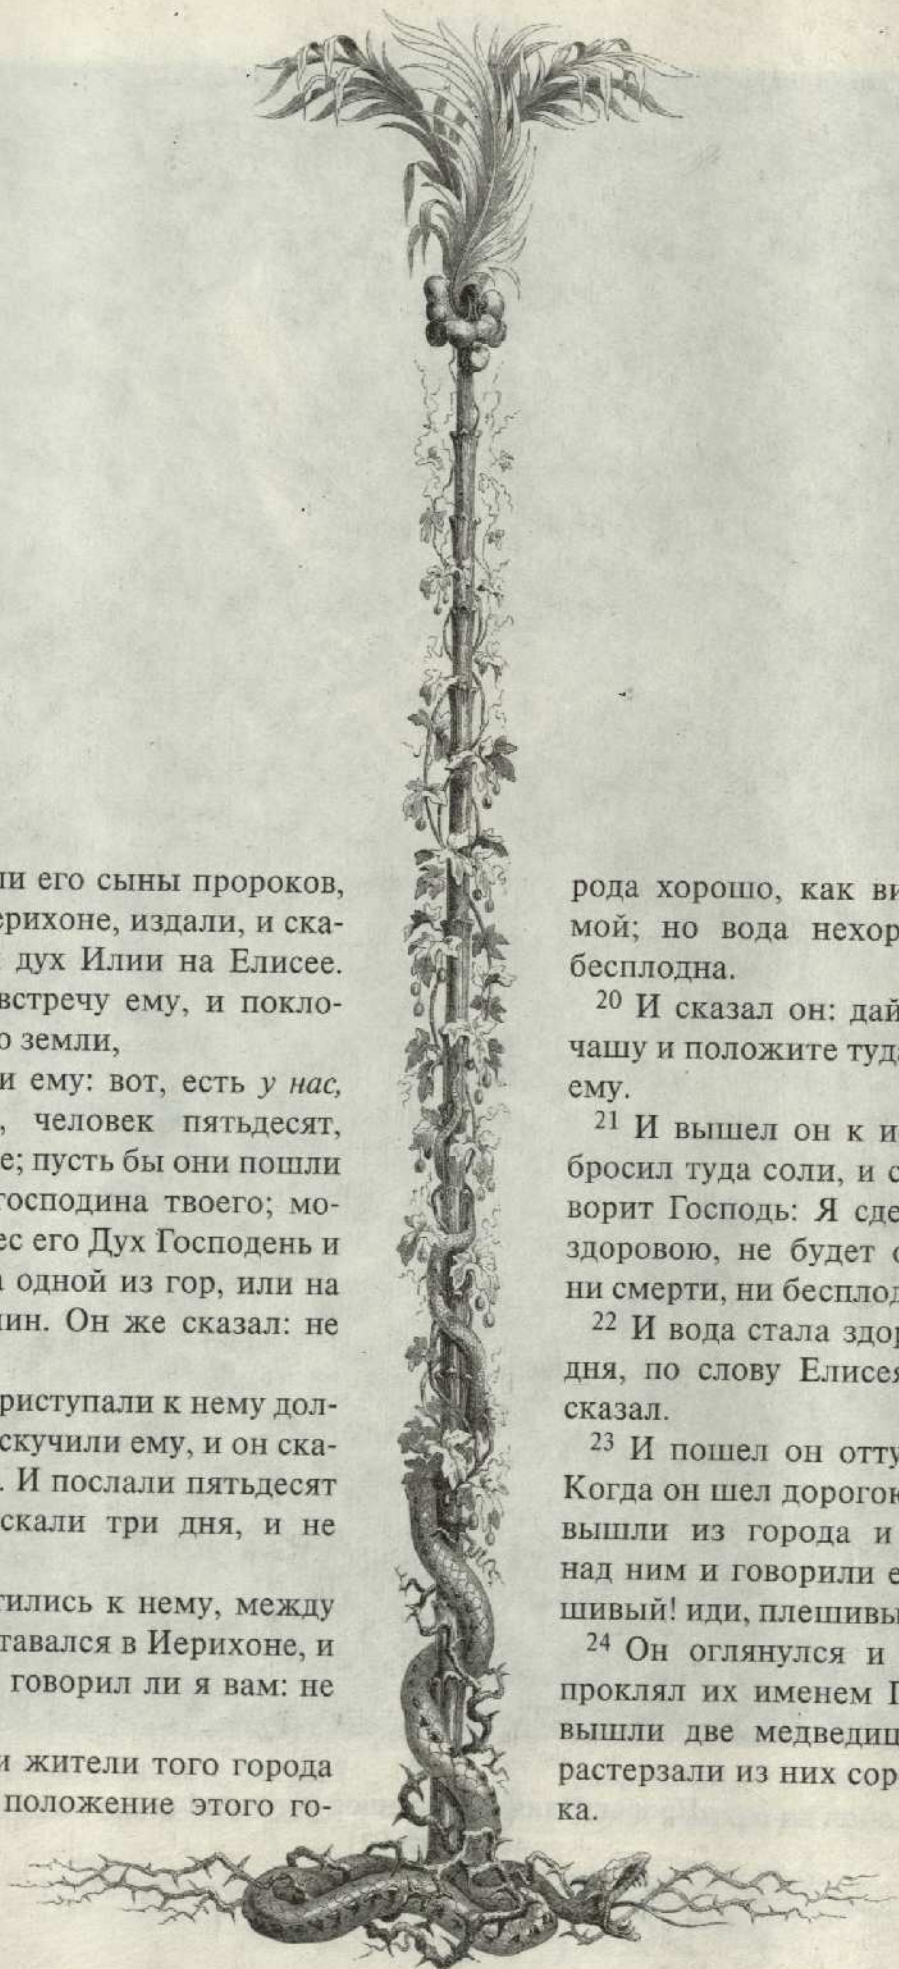 ли его сыны пророков,
ерихоне, издали, и ска-
дух Илии на Елисее.
встречу ему, и покло-
о земли,
и ему: вот, есть у нас,
, человек пятьдесят,
е; пусть бы они пошли
господина твоего; мо-
ес его Дух Господень и
а одной из гор, или на
лин. Он же сказал: не
риступали к нему дол-
скучили ему, и он ска-
. И послали пятьдесят
скали три дня, и не
тились к нему, между
ставался в Иерихоне, и
говорил ли я вам: не
и жители того города
положение этого го-
рода хорошо, как ви
мой; но вода нехор
бесплодна.
20 И сказал он: дай
чашу и положите туда
ему.
21 И вышел он к и
бросил туда соли, и с
ворит Господь: Я сде
здоровою, не будет о
ни смерти, ни бесплод
22 И вода стала здор
дня, по слову Елисея
сказал.
23 И пошел он отту
Когда он шел дорогою
вышли из города и
над ним и говорили е
шивый! иди, плешивы
24 Он оглянулся и
проклял их именем Г
вышли две медведиц
растерзали из них сор
ка.